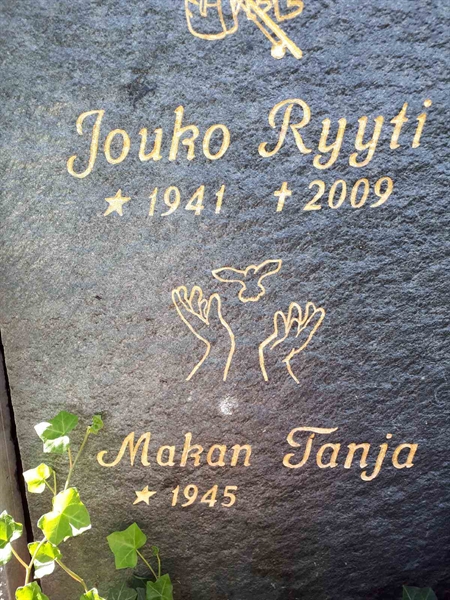 Jouko Ryyti
★ 1941 ✝ 2009
Makan Tanja
★ 1945